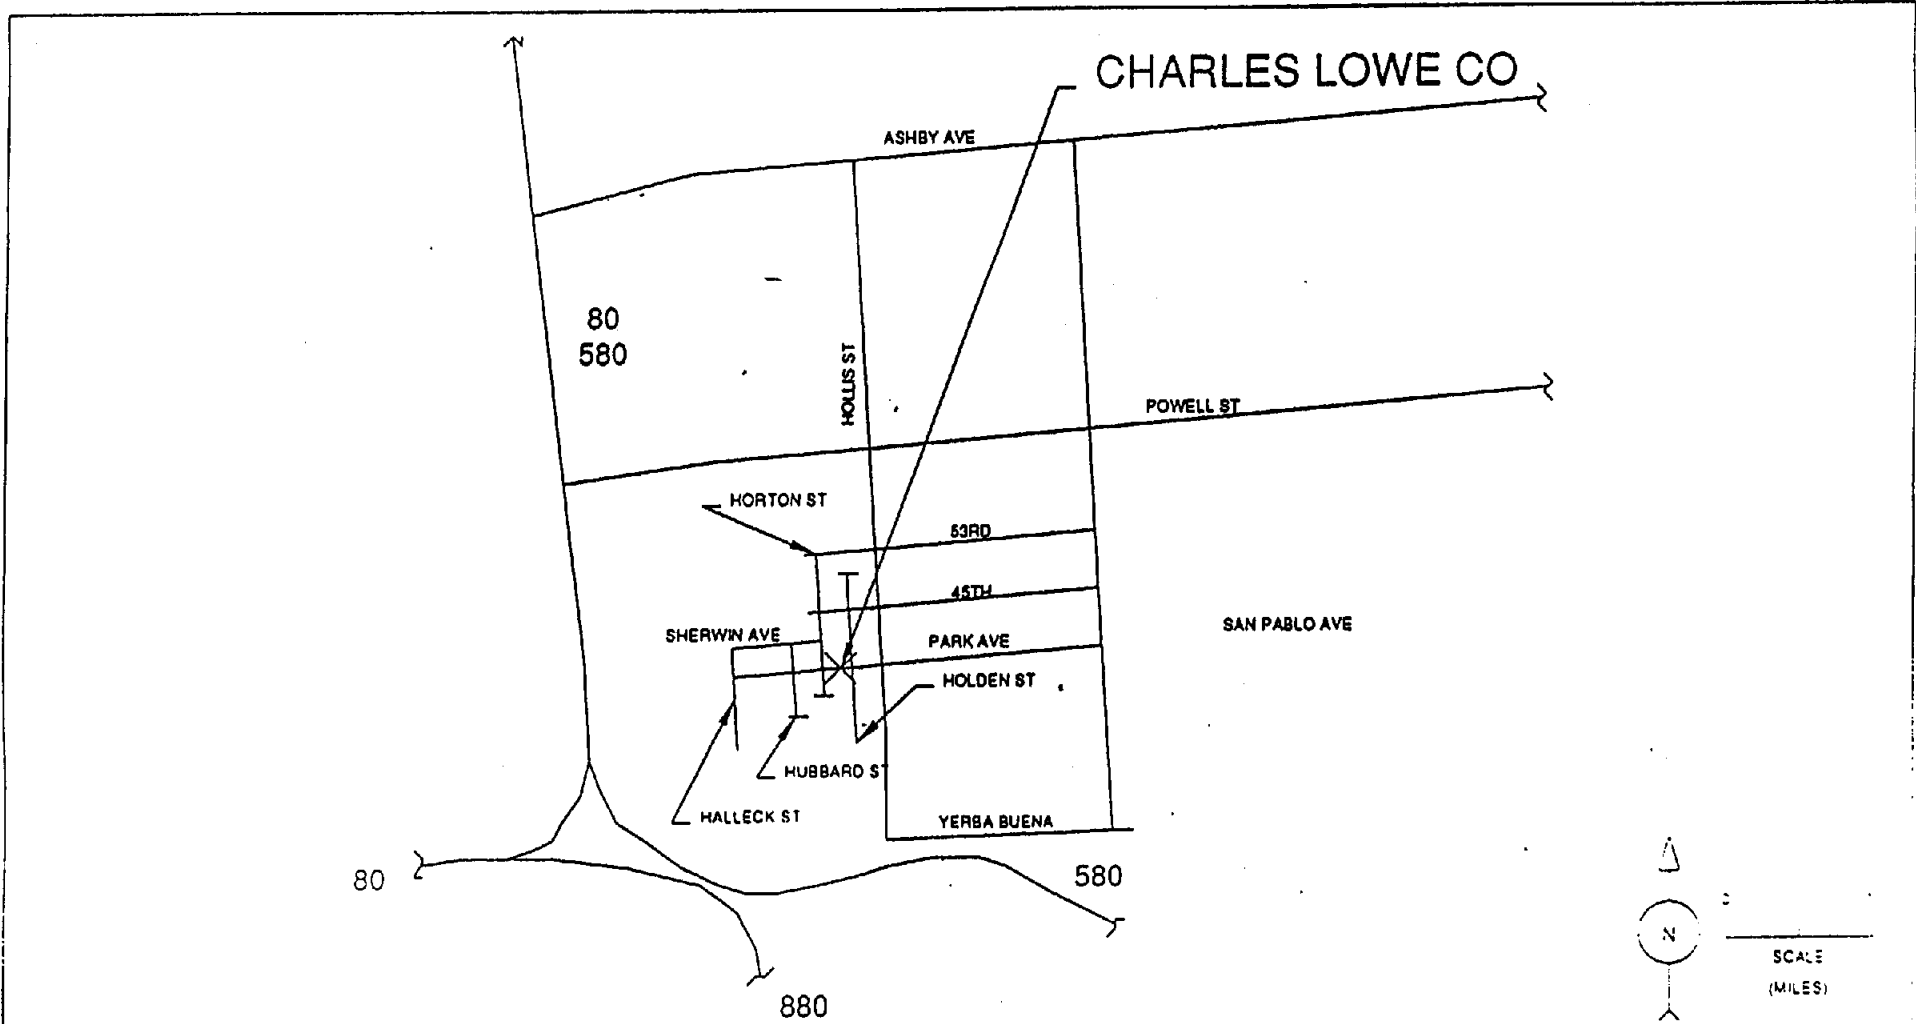 CHARLES LOWE CO
ASHBY AVE
80
580
HOLLIS ST
POWELL ST
HORTON ST
53RD
45TH
SHERWIN AVE
PARK AVE
SAN PABLO AVE
HOLDEN ST
HUBBARD ST
HALLECK ST
YERBA BUENA
80
580
880
N
SCALE
(MILES)